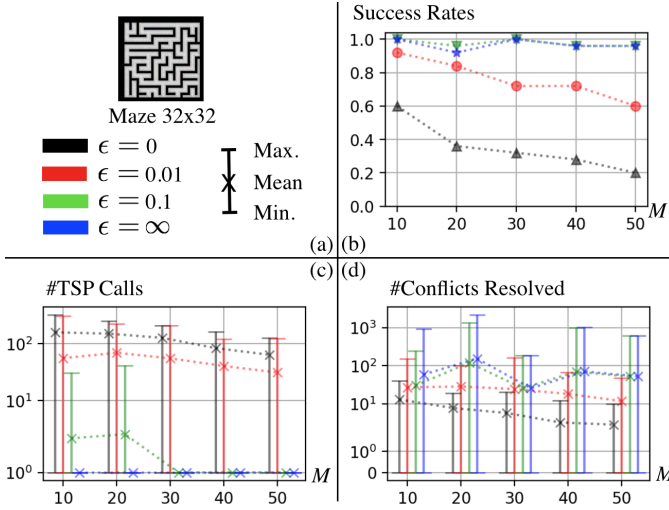 Maze 32x32
ϵ = 0
ϵ = 0.01
ϵ = 0.1
ϵ = ∞
Max.
Mean
Min.
(a)
Success Rates
1.0
0.8
0.6
0.4
0.2
0.0
10 20 30 40 50 M
(b)
(c)
#TSP Calls
10²
10¹
10⁰
10 20 30 40 50 M
(d)
#Conflicts Resolved
10³
10²
10¹
10⁰
0
10 20 30 40 50 M